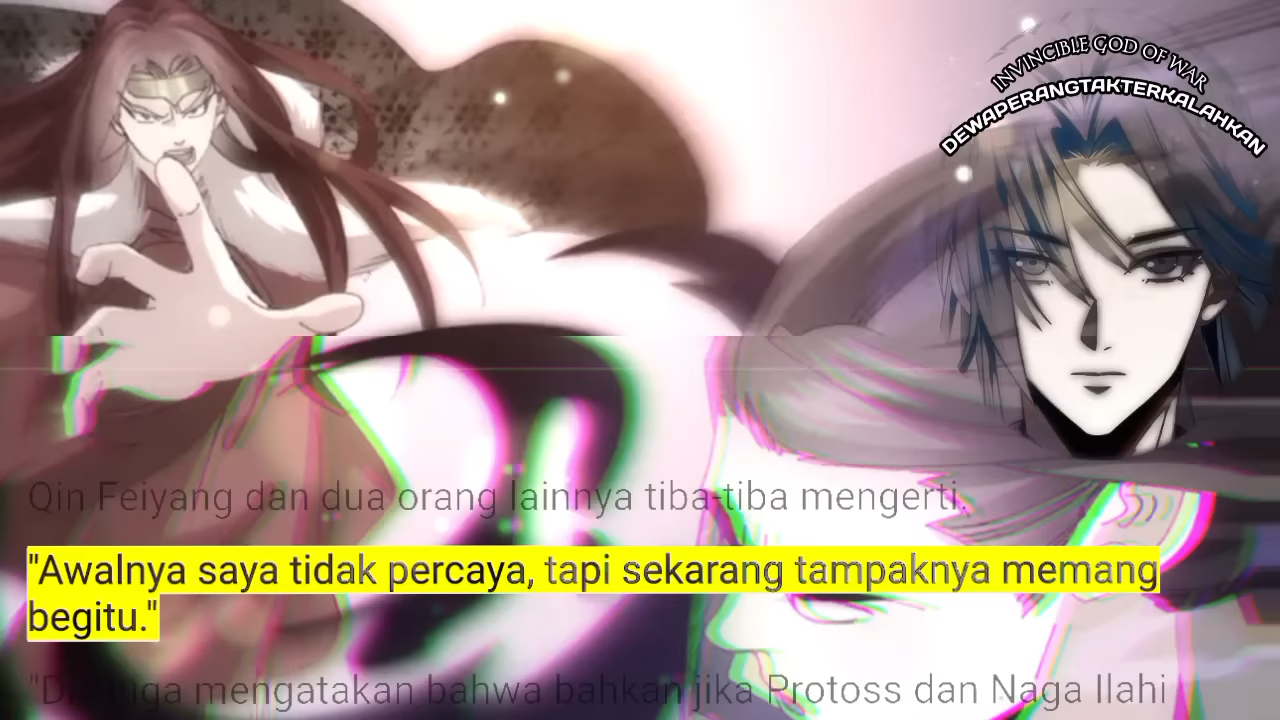 INVINCIBLE GOD OF WAR
DEWAPERANGTAKTERKALAHKAN
Qin Feiyang dan dua orang lainnya tiba-tiba mengerti.
"Awalnya saya tidak percaya, tapi sekarang tampaknya memang
begitu."
mengatakan bahwa bahkan jika Protoss dan Naga Ilahi